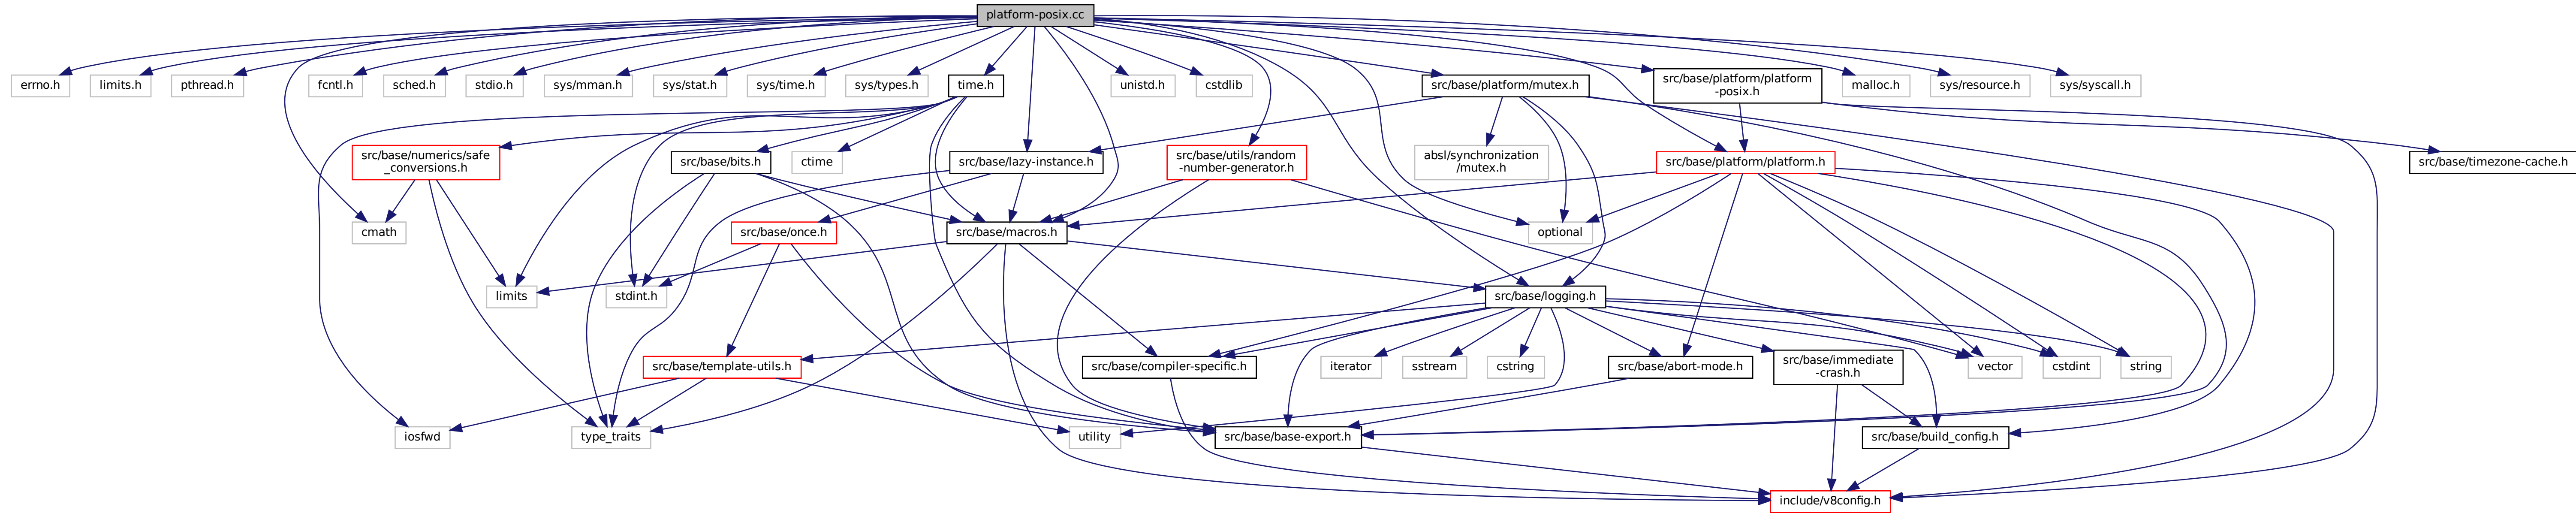 platform-posix.cc
errno.h
limits.h
pthread.h
fcntl.h
sched.h
stdio.h
sys/mman.h
sys/stat.h
sys/time.h
sys/types.h
time.h
unistd.h
cstdlib
src/base/platform/mutex.h
src/base/platform/platform
-posix.h
malloc.h
sys/resource.h
sys/syscall.h
src/base/numerics/safe
_conversions.h
src/base/bits.h
ctime
src/base/lazy-instance.h
src/base/utils/random
-number-generator.h
absl/synchronization
/mutex.h
src/base/platform/platform.h
src/base/timezone-cache.h
cmath
src/base/once.h
src/base/macros.h
optional
limits
stdint.h
src/base/logging.h
src/base/template-utils.h
src/base/compiler-specific.h
iterator
sstream
cstring
src/base/abort-mode.h
src/base/immediate
-crash.h
vector
cstdint
string
iosfwd
type_traits
utility
src/base/base-export.h
src/base/build_config.h
include/v8config.h